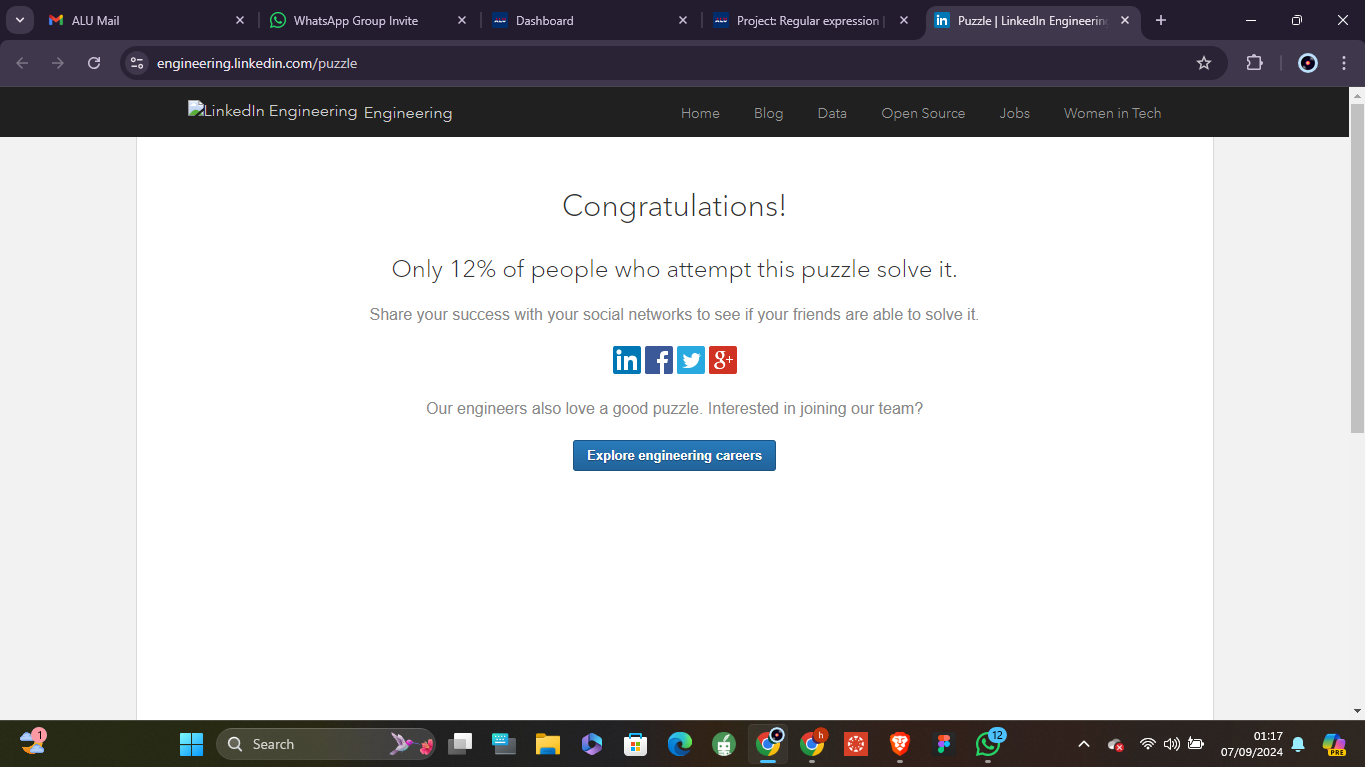 ALU Mail
WhatsApp Group Invite
Dashboard
Project: Regular expression |
Puzzle | LinkedIn Engineering
engineering.linkedin.com/puzzle
LinkedIn Engineering Engineering
Home
Blog
Data
Open Source
Jobs
Women in Tech
Congratulations!
Only 12% of people who attempt this puzzle solve it.
Share your success with your social networks to see if your friends are able to solve it.
in f g+
Our engineers also love a good puzzle. Interested in joining our team?
Explore engineering careers
1
Search
h
12
01:17
07/09/2024
PRE